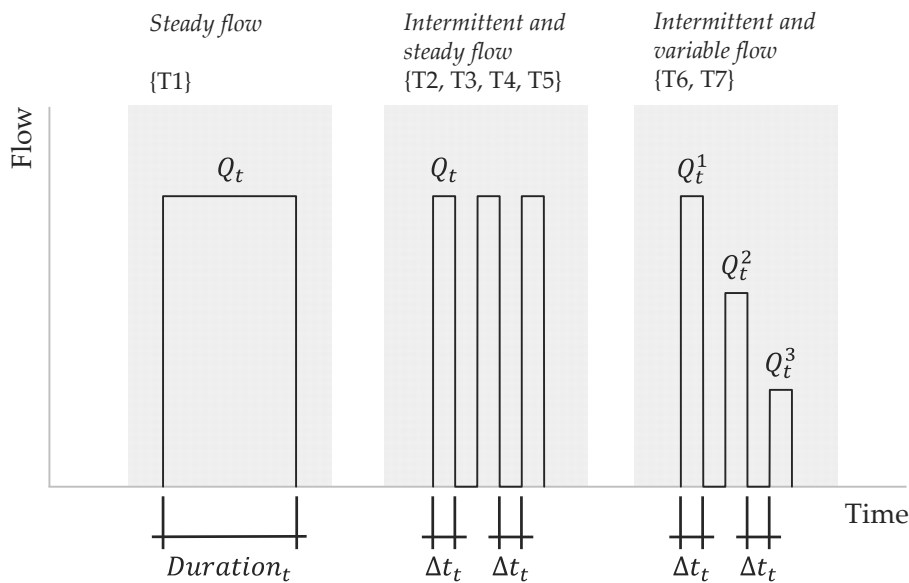 Steady flow
{T1}
Intermittent and
steady flow
{T2, T3, T4, T5}
Intermittent and
variable flow
{T6, T7}
Flow
Q_t
Q_t
Q_t^1
Q_t^2
Q_t^3
Time
Duration_t
Δt_t
Δt_t
Δt_t
Δt_t